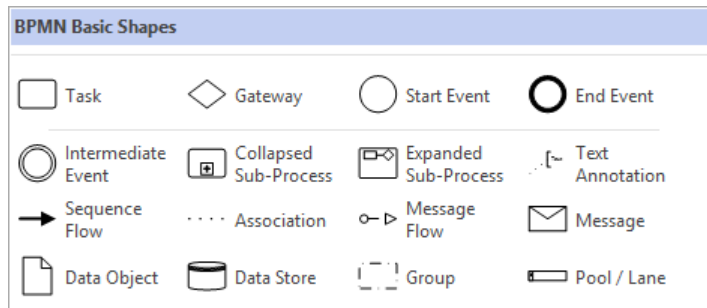 BPMN Basic Shapes
Task
Gateway
Start Event
End Event
Intermediate
Event
Collapsed
Sub-Process
Expanded
Sub-Process
Text
Annotation
Sequence
Flow
Association
Message
Flow
Message
Data Object
Data Store
Group
Pool / Lane